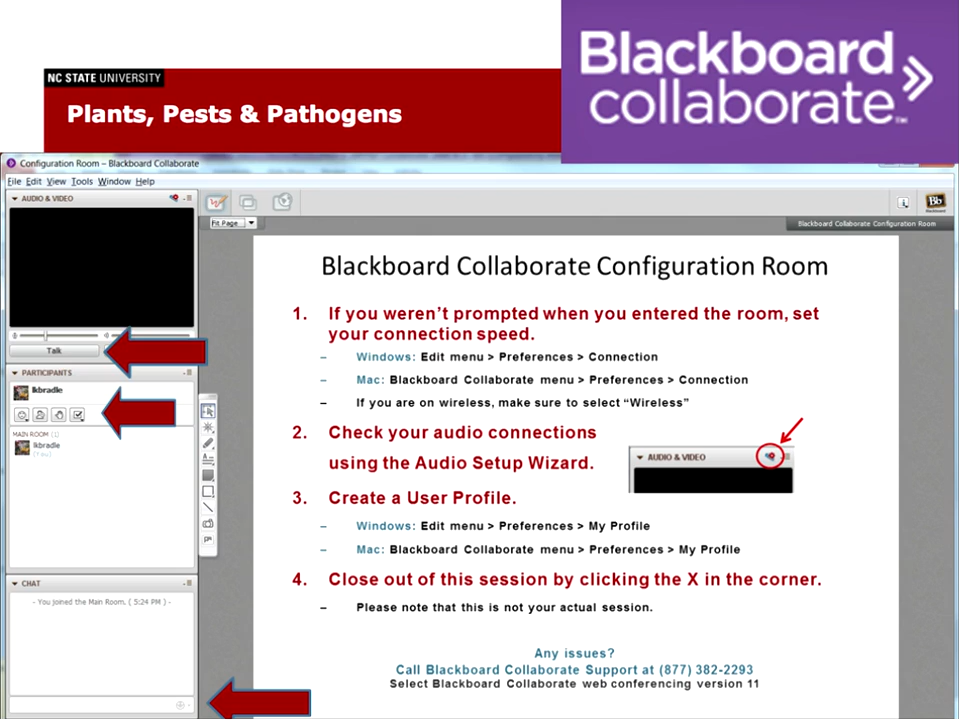 Blackboard
collaborate™
NC STATE UNIVERSITY
Plants, Pests & Pathogens
Configuration Room – Blackboard Collaborate
File Edit View Tools Window Help
AUDIO & VIDEO
Fit Page
Bb
Blackboard Collaborate Configuration Room
Talk
PARTICIPANTS
lkbradle
MAIN ROOM (1)
lkbradle
(You)
CHAT
- You joined the Main Room. ( 5:24 PM ) -
Blackboard Collaborate Configuration Room
1. If you weren't prompted when you entered the room, set
your connection speed.
– Windows: Edit menu > Preferences > Connection
– Mac: Blackboard Collaborate menu > Preferences > Connection
– If you are on wireless, make sure to select “Wireless”
2. Check your audio connections
using the Audio Setup Wizard.
AUDIO & VIDEO
3. Create a User Profile.
– Windows: Edit menu > Preferences > My Profile
– Mac: Blackboard Collaborate menu > Preferences > My Profile
4. Close out of this session by clicking the X in the corner.
– Please note that this is not your actual session.
Any issues?
Call Blackboard Collaborate Support at (877) 382-2293
Select Blackboard Collaborate web conferencing version 11